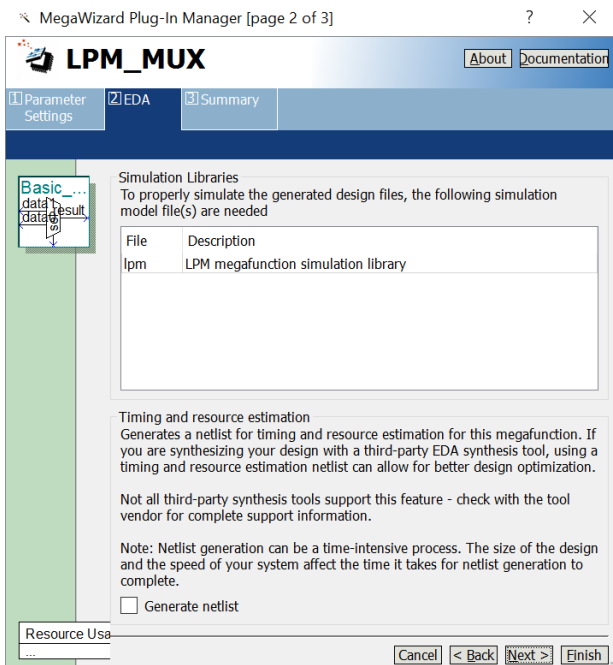 MegaWizard Plug-In Manager [page 2 of 3]
? ×
LPM_MUX
About Documentation
1 Parameter Settings
2 EDA
3 Summary
Basic_...
data1
result
data0
sel
Simulation Libraries
To properly simulate the generated design files, the following simulation
model file(s) are needed
File Description
lpm LPM megafunction simulation library
Timing and resource estimation
Generates a netlist for timing and resource estimation for this megafunction. If
you are synthesizing your design with a third-party EDA synthesis tool, using a
timing and resource estimation netlist can allow for better design optimization.
Not all third-party synthesis tools support this feature - check with the tool
vendor for complete support information.
Note: Netlist generation can be a time-intensive process. The size of the design
and the speed of your system affect the time it takes for netlist generation to
complete.
Generate netlist
Resource Usa
...
Cancel < Back Next > Finish